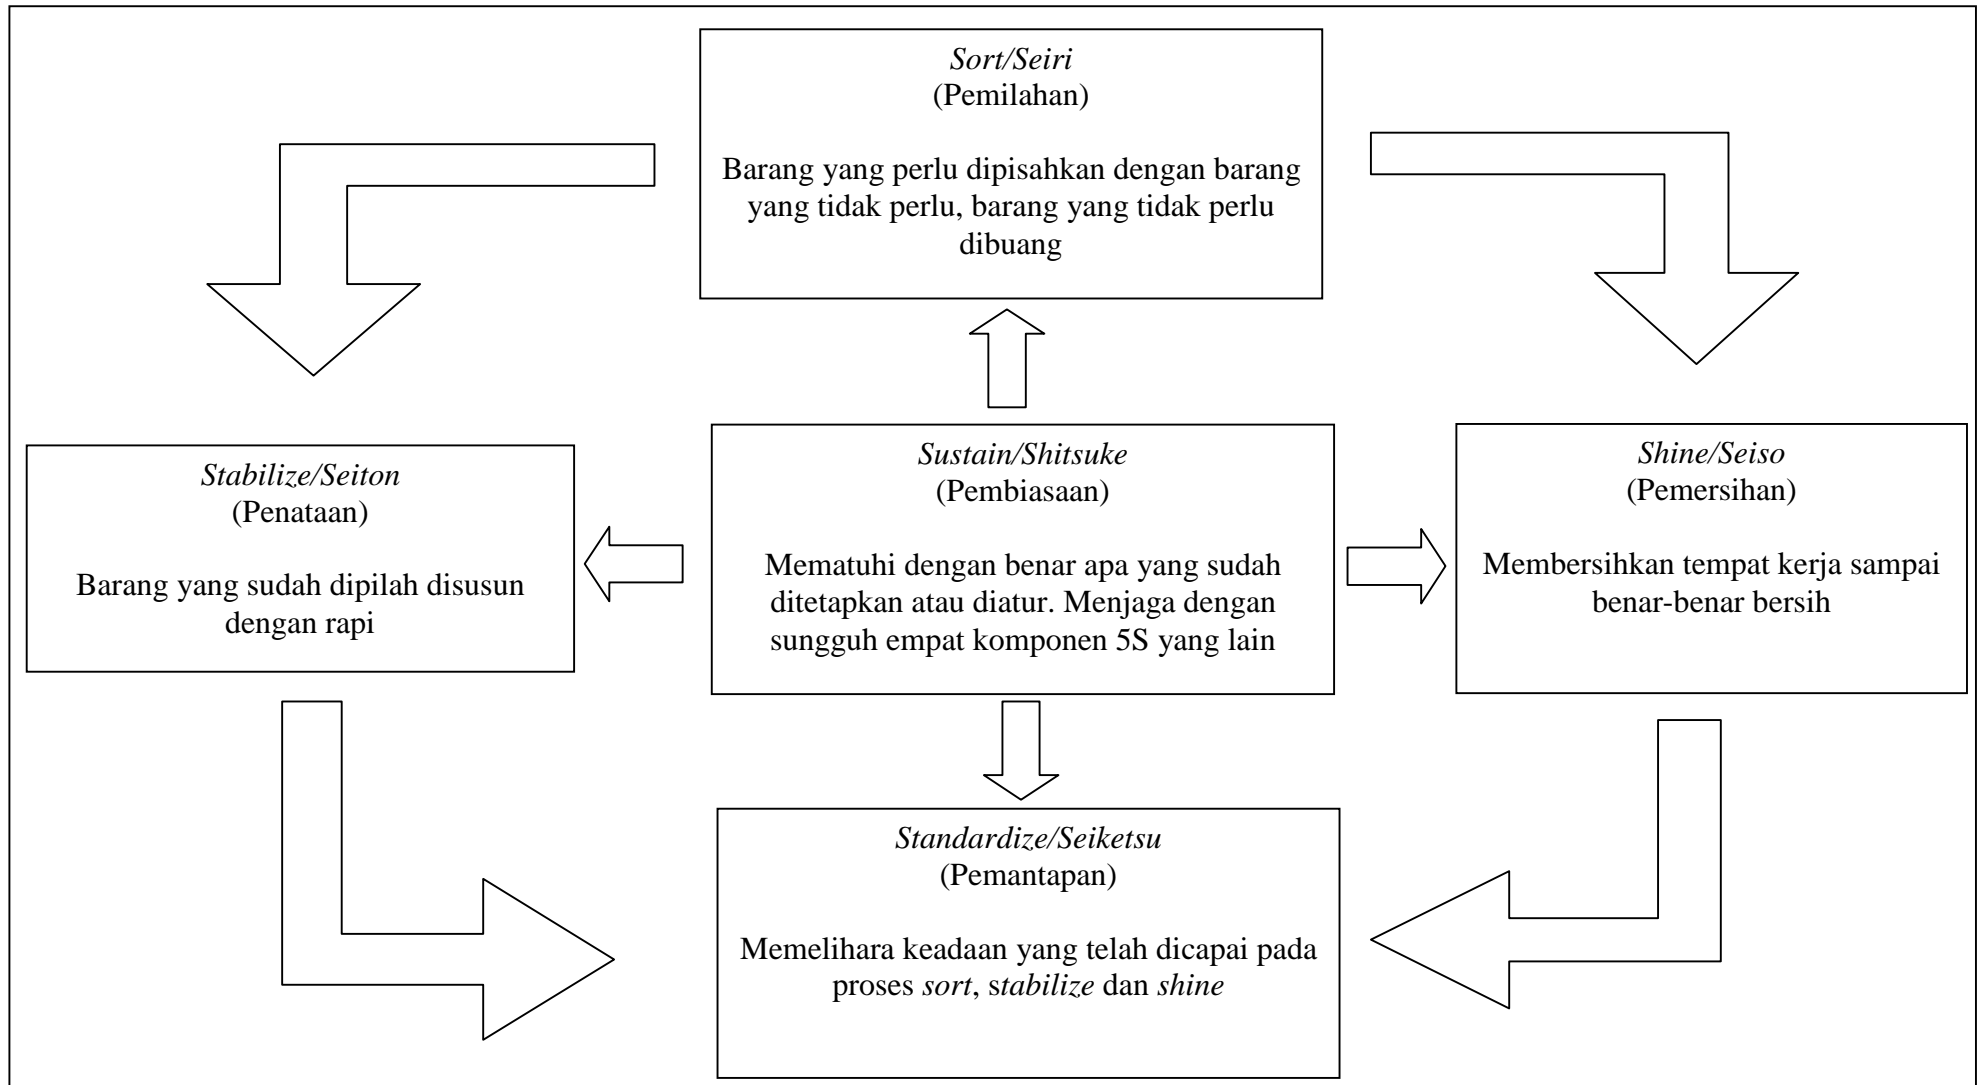 Sort/Seiri
(Pemilahan)
Barang yang perlu dipisahkan dengan barang
yang tidak perlu, barang yang tidak perlu
dibuang
Stabilize/Seiton
(Penataan)
Barang yang sudah dipilah disusun
dengan rapi
Sustain/Shitsuke
(Pembiasaan)
Mematuhi dengan benar apa yang sudah
ditetapkan atau diatur. Menjaga dengan
sungguh empat komponen 5S yang lain
Shine/Seiso
(Pemersihan)
Membersihkan tempat kerja sampai
benar-benar bersih
Standardize/Seiketsu
(Pemantapan)
Memelihara keadaan yang telah dicapai pada
proses sort, stabilize dan shine